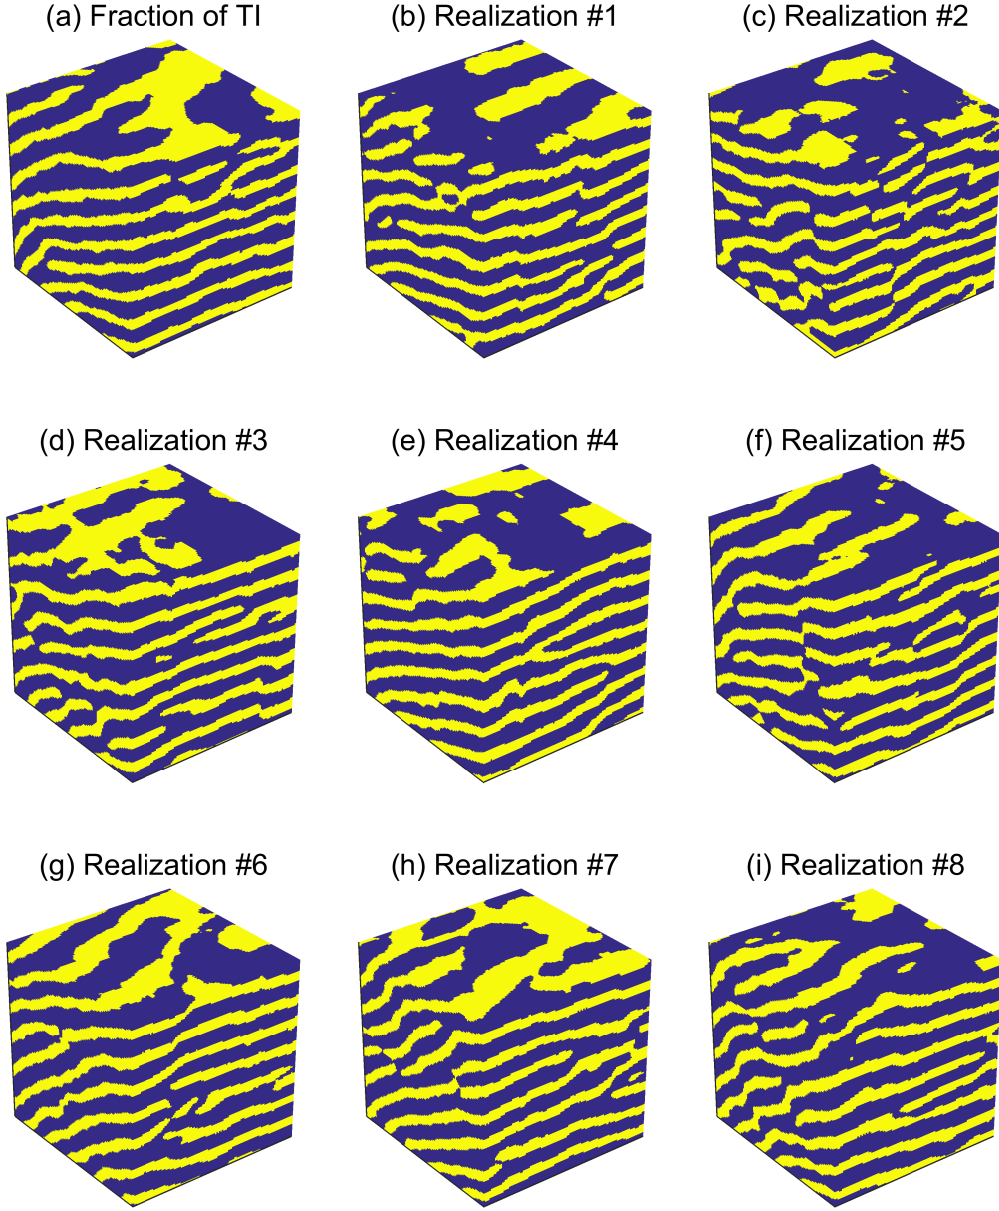 (a) Fraction of TI
(b) Realization #1
(c) Realization #2
(d) Realization #3
(e) Realization #4
(f) Realization #5
(g) Realization #6
(h) Realization #7
(i) Realization #8